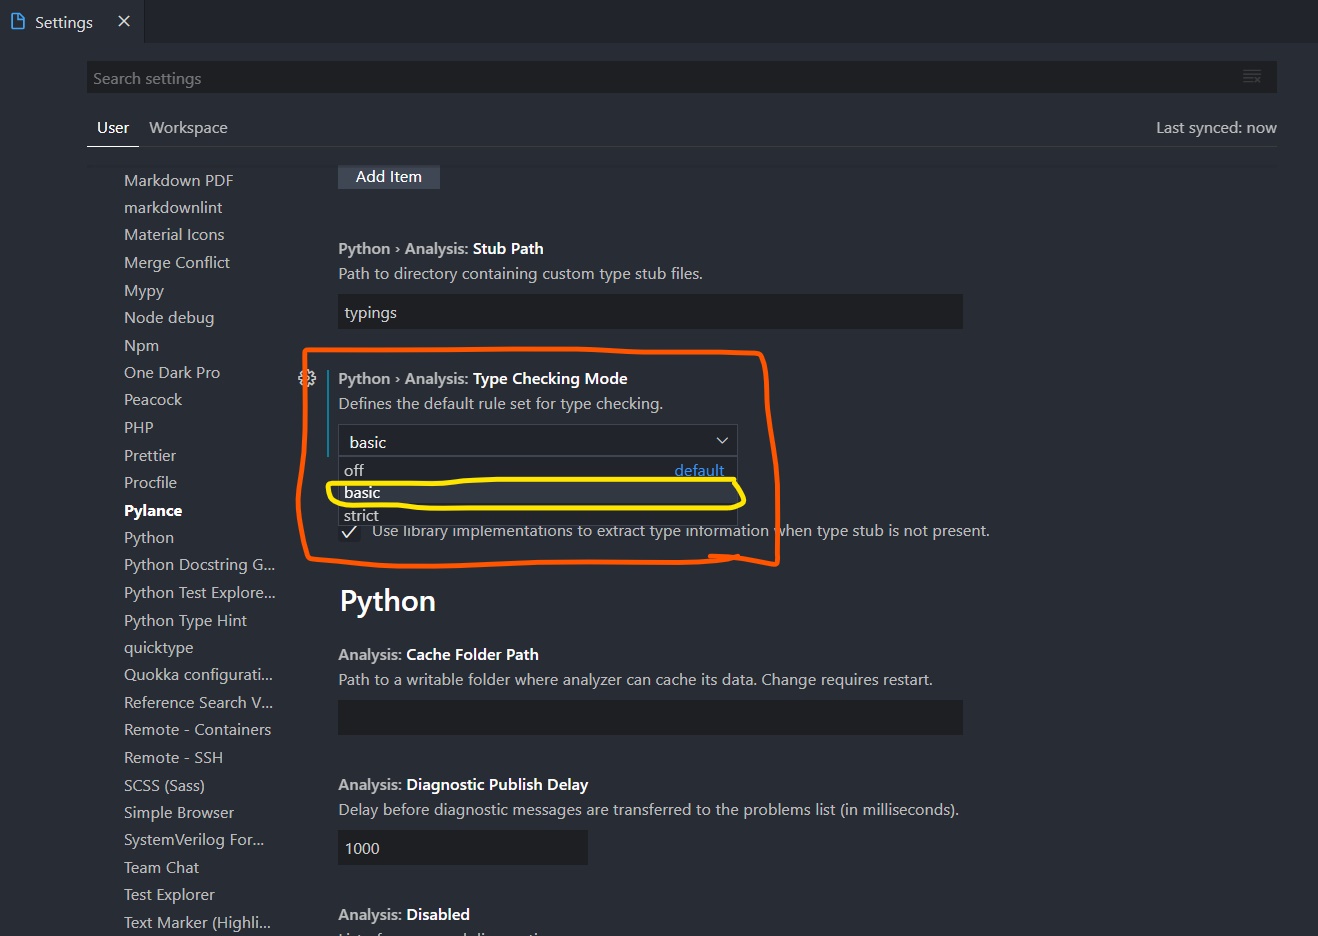 Settings
Search settings
User Workspace Last synced: now
Markdown PDF
markdownlint
Material Icons
Merge Conflict
Mypy
Node debug
Npm
One Dark Pro
Peacock
PHP
Prettier
Procfile
Pylance
Python
Python Docstring G...
Python Test Explore...
Python Type Hint
quicktype
Quokka configurati...
Reference Search V...
Remote - Containers
Remote - SSH
SCSS (Sass)
Simple Browser
SystemVerilog For...
Team Chat
Test Explorer
Text Marker (Highli...
Add Item
Python › Analysis: Stub Path
Path to directory containing custom type stub files.
typings
Python › Analysis: Type Checking Mode
Defines the default rule set for type checking.
basic
off default
basic
strict
Use library implementations to extract type information when type stub is not present.
Python
Analysis: Cache Folder Path
Path to a writable folder where analyzer can cache its data. Change requires restart.
Analysis: Diagnostic Publish Delay
Delay before diagnostic messages are transferred to the problems list (in milliseconds).
1000
Analysis: Disabled